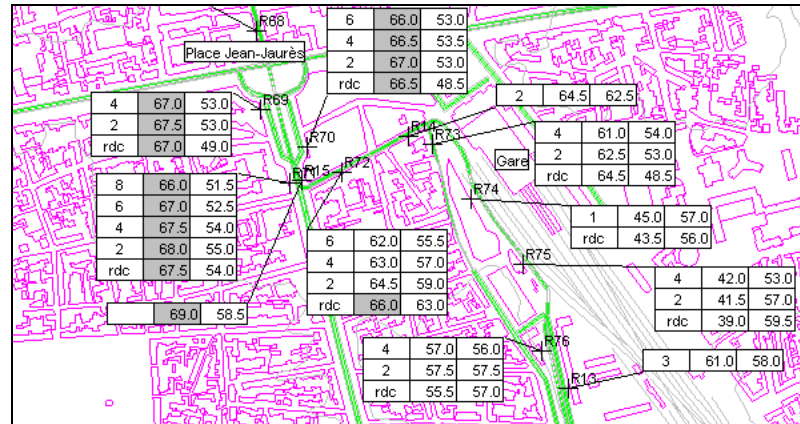 R68
Place Jean-Jaurès
6 66.0 53.0
4 66.5 53.5
2 67.0 53.0
rdc 66.5 48.5
4 67.0 53.0
2 67.5 53.0
rdc 67.0 49.0
R69
2 64.5 62.5
R70
R14
R73
4 61.0 54.0
2 62.5 53.0
rdc 64.5 48.5
Gare
R15
R72
8 66.0 51.5
6 67.0 52.5
4 67.5 54.0
2 68.0 55.0
rdc 67.5 54.0
R74
1 45.0 57.0
rdc 43.5 56.0
6 62.0 55.5
4 63.0 57.0
2 64.5 59.0
rdc 66.0 63.0
R75
4 42.0 53.0
2 41.5 57.0
rdc 39.0 59.5
69.0 58.5
4 57.0 56.0
2 57.5 57.5
rdc 55.5 57.0
R76
3 61.0 58.0
R13